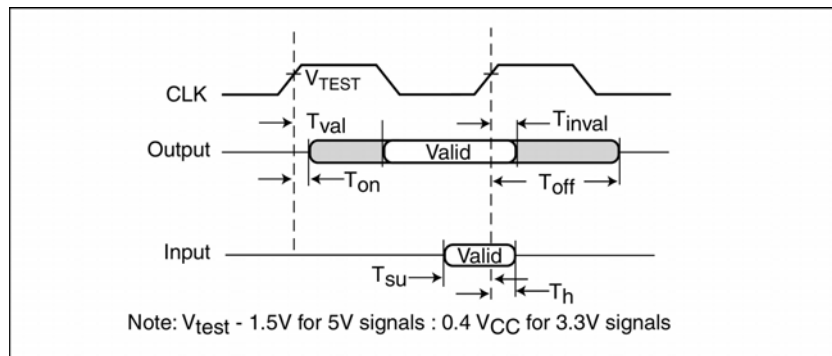 CLK
VTEST
Tval
Tinval
Output
Valid
Ton
Toff
Input
Valid
Tsu
Th
Note: Vtest - 1.5V for 5V signals : 0.4 VCC for 3.3V signals